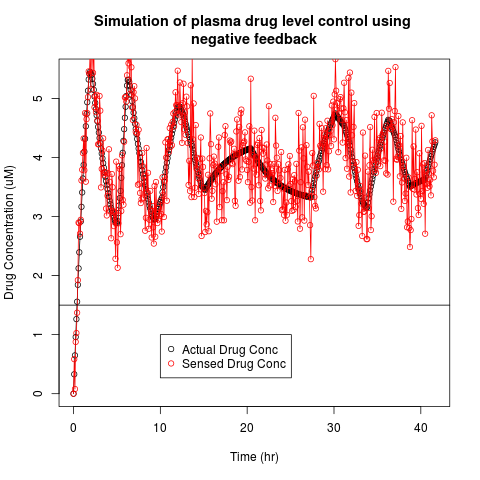 Simulation of plasma drug level control using
negative feedback
Drug Concentration (uM)
5
4
3
2
1
0
Actual Drug Conc
Sensed Drug Conc
0 10 20 30 40
Time (hr)